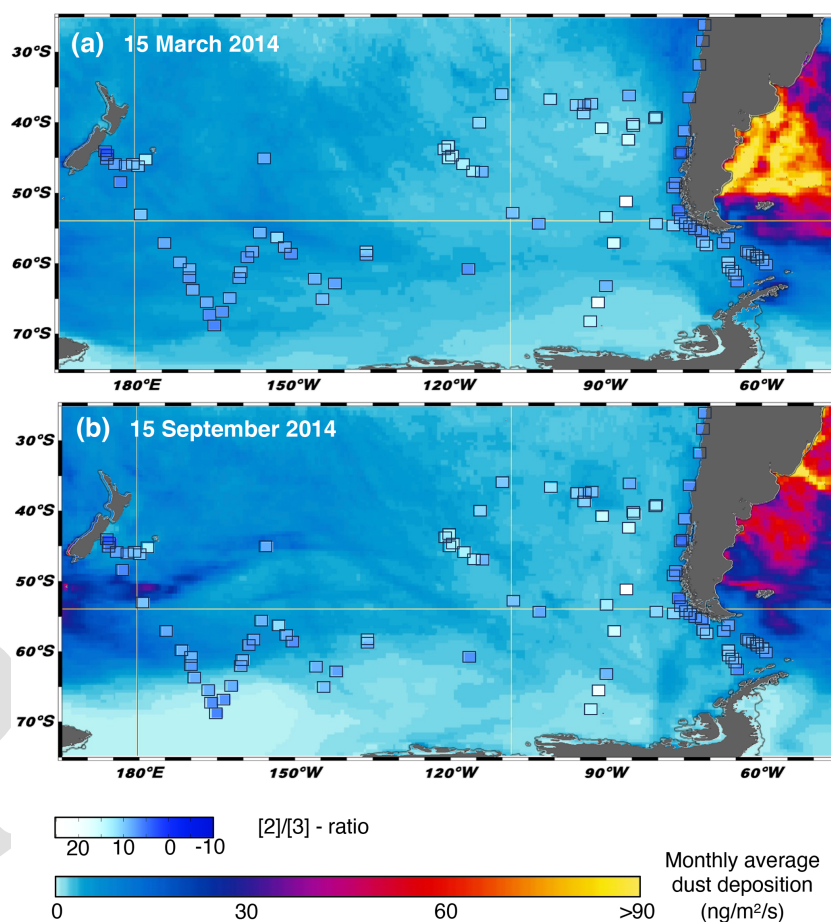 (a) 15 March 2014
30°S
40°S
50°S
60°S
70°S
180°E 150°W 120°W 90°W 60°W
(b) 15 September 2014
30°S
40°S
50°S
60°S
70°S
180°E 150°W 120°W 90°W 60°W
[2]/[3] - ratio
20 10 0 -10
Monthly average
dust deposition
(ng/m²/s)
0 30 60 >90